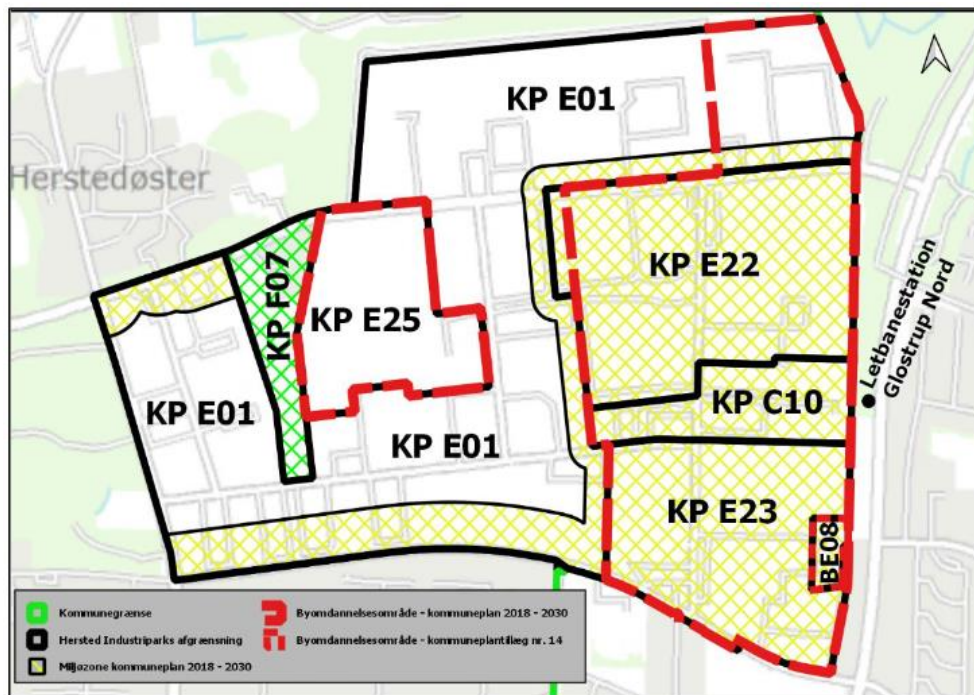 KP E01
Herstedøster
KP E22
KP F07
KP E25
Letbanestation
Glostrup Nord
KP E01
KP C10
KP E01
KP E23
BE08
Kommunegrænse
Hersted Industriparks afgrænsning
Miljøzone kommuneplan 2018 - 2030
Byomdannelsesområde - kommuneplan 2018 - 2030
Byomdannelsesområde - kommuneplantillæg nr. 14